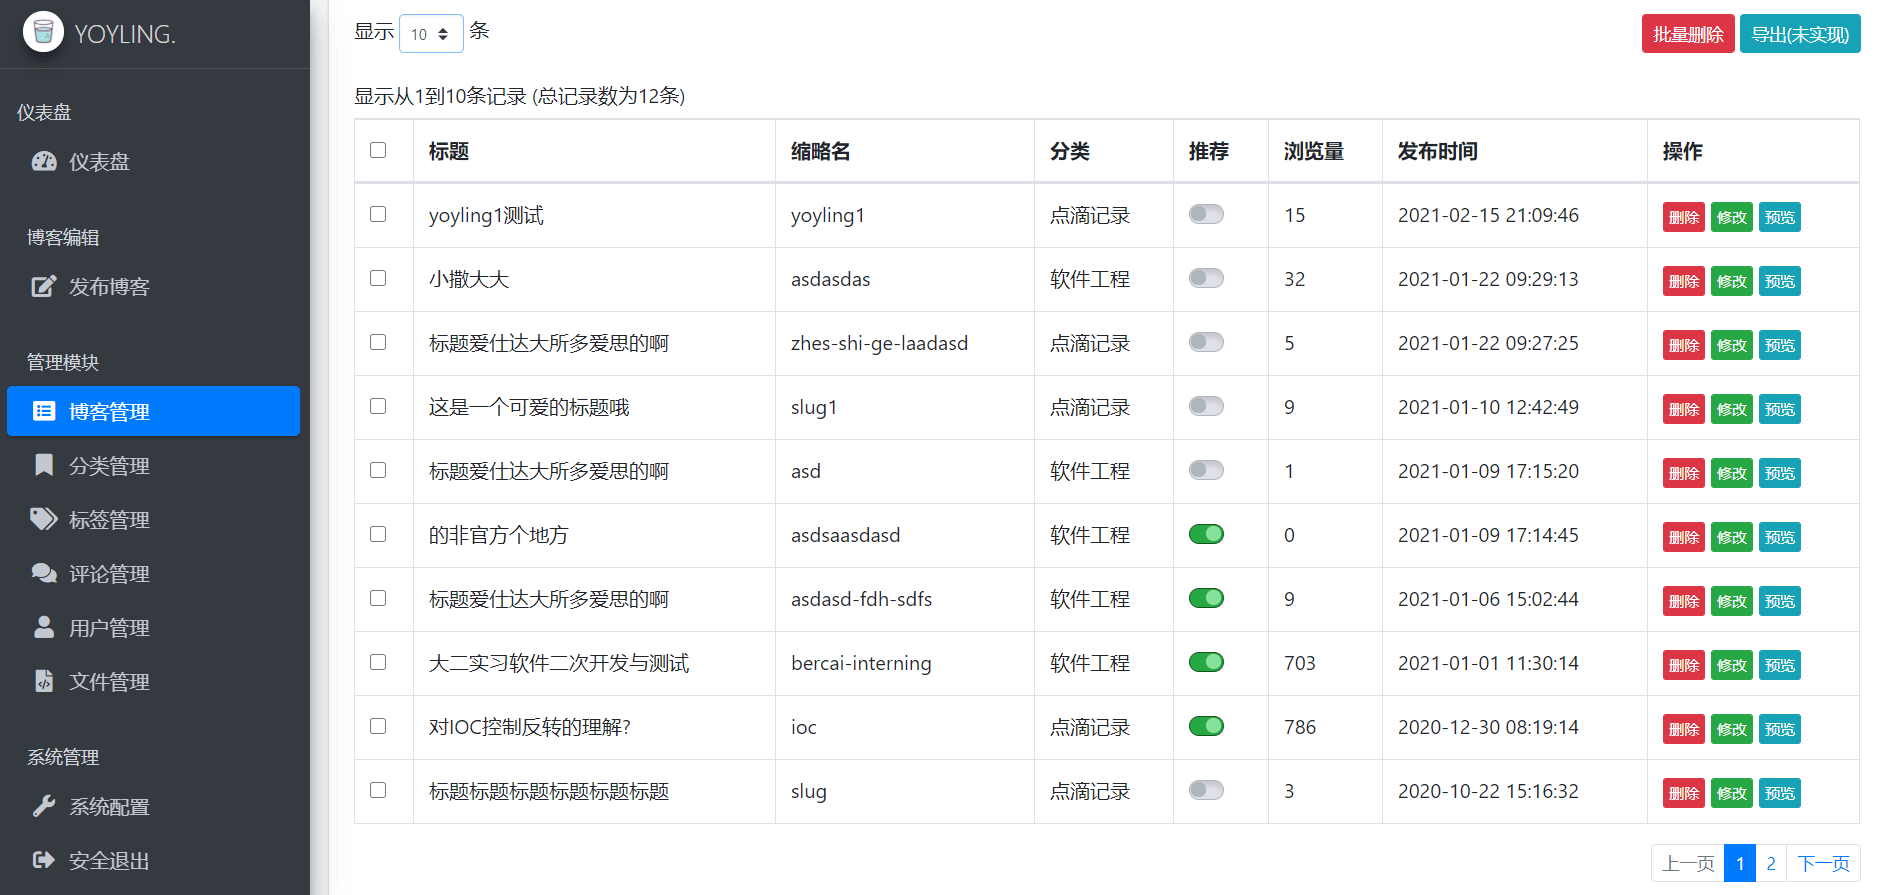 YOYLING.
仪表盘
仪表盘
博客编辑
发布博客
管理模块
博客管理
分类管理
标签管理
评论管理
用户管理
文件管理
系统管理
系统配置
安全退出
显示 10 条
批量删除 导出(未实现)
显示从1到10条记录 (总记录数为12条)
标题 缩略名 分类 推荐 浏览量 发布时间 操作
yoyling1测试 yoyling1 点滴记录 15 2021-02-15 21:09:46 删除 修改 预览
小撒大大 asdasdas 软件工程 32 2021-01-22 09:29:13 删除 修改 预览
标题爱仕达大所多爱思的啊 zhes-shi-ge-laadasd 点滴记录 5 2021-01-22 09:27:25 删除 修改 预览
这是一个可爱的标题哦 slug1 点滴记录 9 2021-01-10 12:42:49 删除 修改 预览
标题爱仕达大所多爱思的啊 asd 软件工程 1 2021-01-09 17:15:20 删除 修改 预览
的非官方个地方 asdsaasdasd 软件工程 0 2021-01-09 17:14:45 删除 修改 预览
标题爱仕达大所多爱思的啊 asdasd-fdh-sdfs 软件工程 9 2021-01-06 15:02:44 删除 修改 预览
大二实习软件二次开发与测试 bercai-interning 软件工程 703 2021-01-01 11:30:14 删除 修改 预览
对IOC控制反转的理解? ioc 点滴记录 786 2020-12-30 08:19:14 删除 修改 预览
标题标题标题标题标题标题 slug 点滴记录 3 2020-10-22 15:16:32 删除 修改 预览
上一页 1 2 下一页